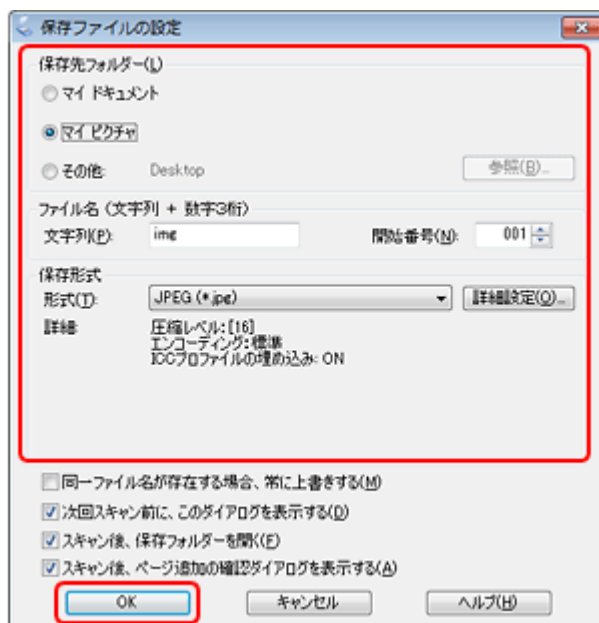 保存ファイルの設定
保存先フォルダー(L)
マイ ドキュメント
マイ ピクチャ
その他: Desktop 参照(B)...
ファイル名 (文字列 + 数字3桁)
文字列(P): img 開始番号(N): 001
保存形式
形式(T): JPEG (*.jpg) 詳細設定(O)...
詳細: 圧縮レベル:[16]
エンコーディング:標準
ICCプロファイルの埋め込み: ON
同一ファイル名が存在する場合、常に上書きする(M)
次回スキャン前に、このダイアログを表示する(D)
スキャン後、保存フォルダーを開く(F)
スキャン後、ページ追加の確認ダイアログを表示する(A)
OK キャンセル ヘルプ(H)